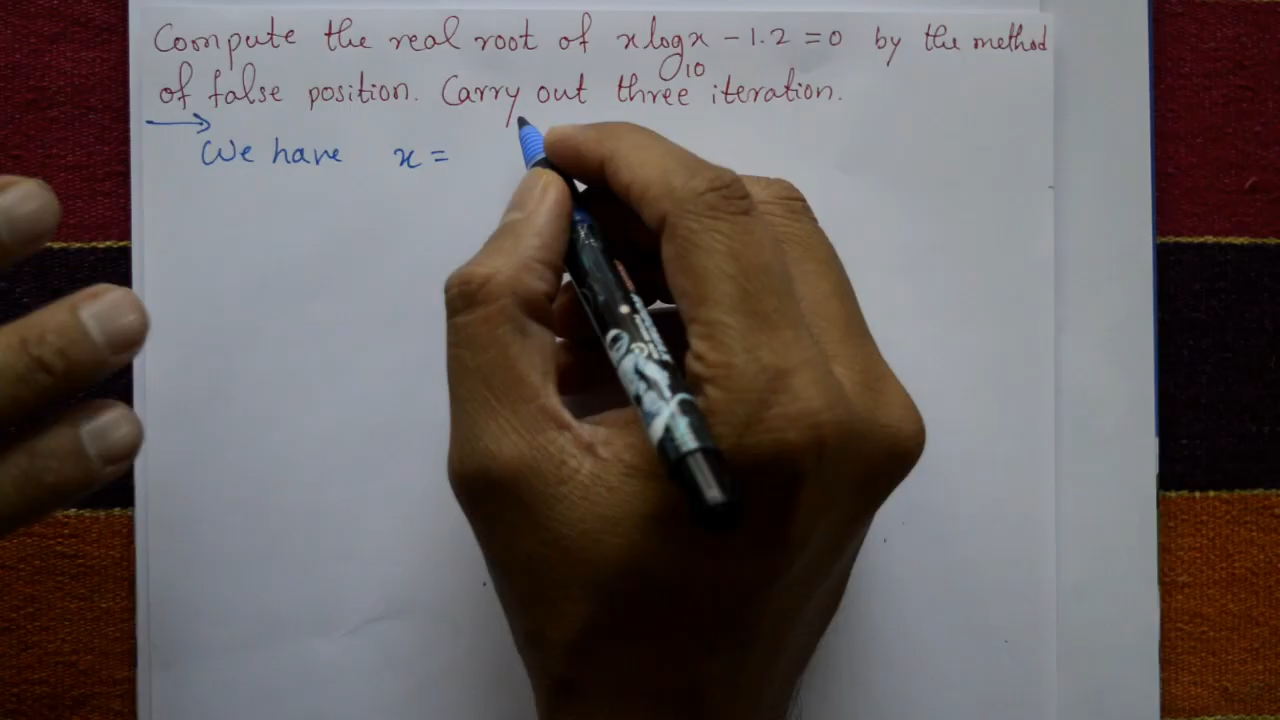 Compute the real root of x log₁₀ x - 1.2 = 0 by the method
of false position. Carry out three iteration.
We have x =